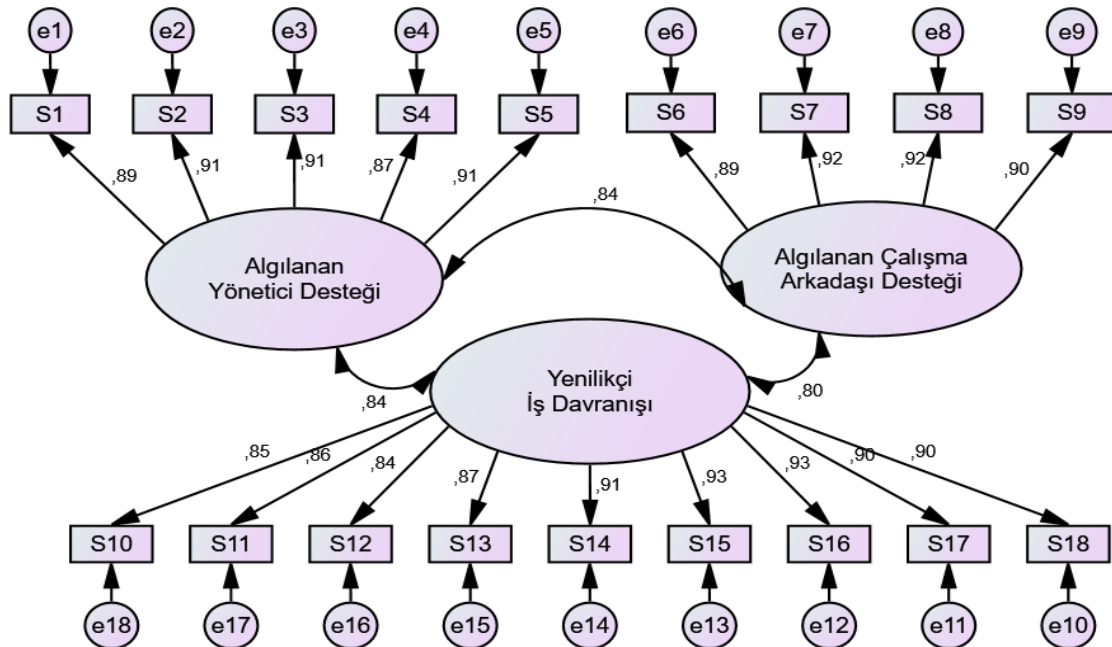 e1 e2 e3 e4 e5 e6 e7 e8 e9
S1 S2 S3 S4 S5 S6 S7 S8 S9
,89 ,91 ,91 ,87 ,91 ,89 ,92 ,92 ,90
,84
Algılanan
Yönetici Desteği
Algılanan Çalışma
Arkadaşı Desteği
Yenilikçi
İş Davranışı
,84 ,80
,85 ,86 ,84 ,87 ,91 ,93 ,93 ,90 ,90
S10 S11 S12 S13 S14 S15 S16 S17 S18
e18 e17 e16 e15 e14 e13 e12 e11 e10